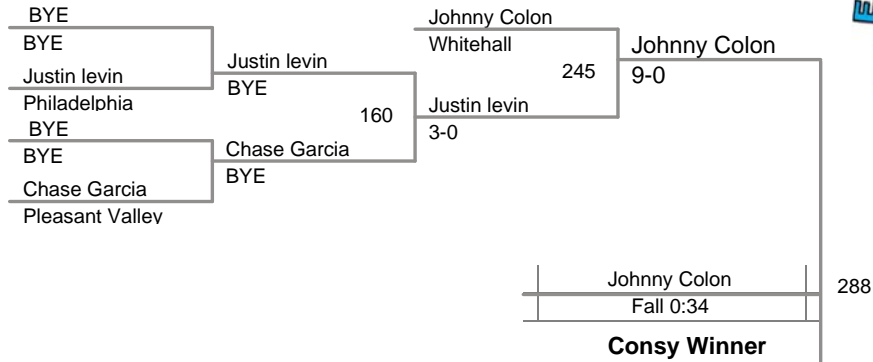 BYE
BYE
Justin levin
Philadelphia
BYE
BYE
Chase Garcia
Pleasant Valley
Justin levin
BYE
160
Chase Garcia
BYE
Johnny Colon
Whitehall
245
Justin levin
3-0
Johnny Colon
9-0
Johnny Colon
Fall 0:34
288
Consy Winner